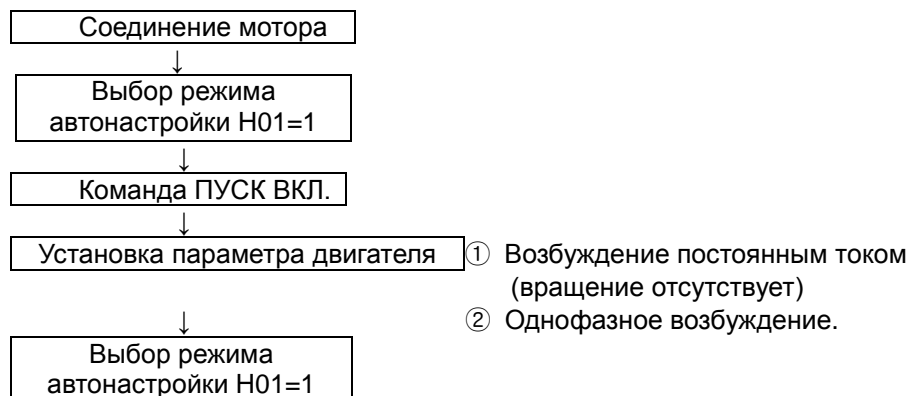 Соединение мотора
↓
Выбор режима
автонастройки H01=1
↓
Команда ПУСК ВКЛ.
↓
Установка параметра двигателя
① Возбуждение постоянным током
(вращение отсутствует)
② Однофазное возбуждение.
↓
Выбор режима
автонастройки H01=1